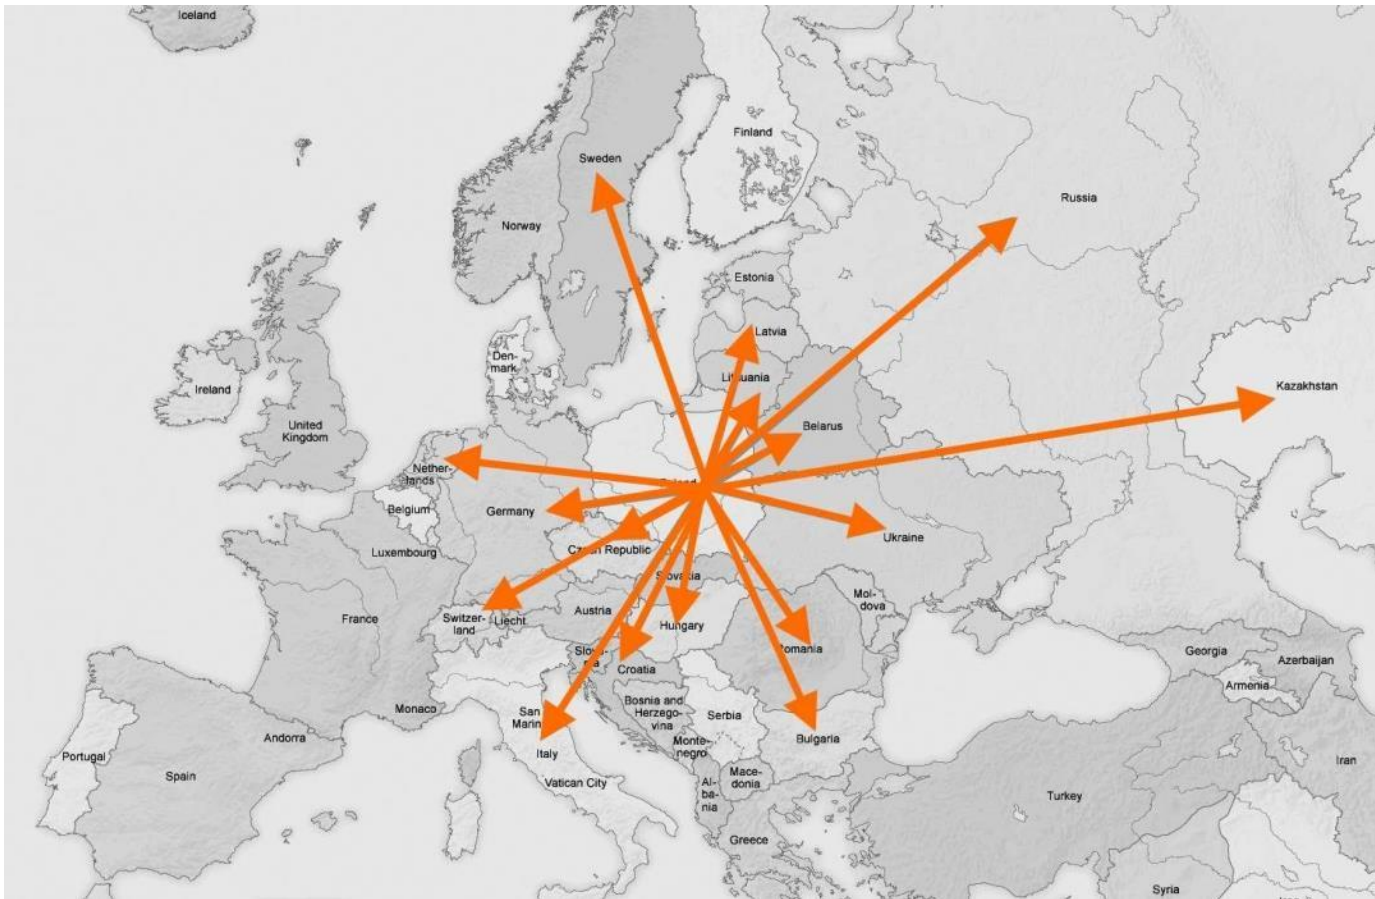 Iceland
Finland
Sweden
Russia
Norway
Estonia
Latvia
Den-
mark
Lithuania
Ireland
Kazakhstan
United
Kingdom
Belarus
Nether-
lands
Belgium
Germany
Ukraine
Luxembourg
Czech Republic
Slovakia
Mol-
dova
Austria
France
Switzer-
land
Liecht.
Hungary
Romania
Croatia
Georgia
Azerbaijan
Armenia
Bosnia and
Herzego-
vina
Serbia
San
Monaco
Andorra
Monte-
negro
Bulgaria
Italy
Portugal
Spain
Vatican City
Mace-
donia
Al-
ba-
nia
Iran
Turkey
Greece
Syria